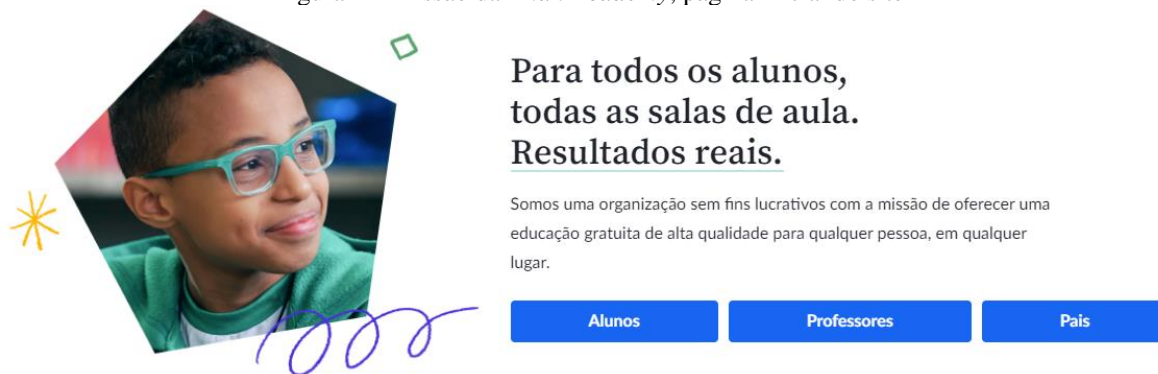 Para todos os alunos,
todas as salas de aula.
Resultados reais.
Somos uma organização sem fins lucrativos com a missão de oferecer uma
educação gratuita de alta qualidade para qualquer pessoa, em qualquer
lugar.
Alunos Professores Pais